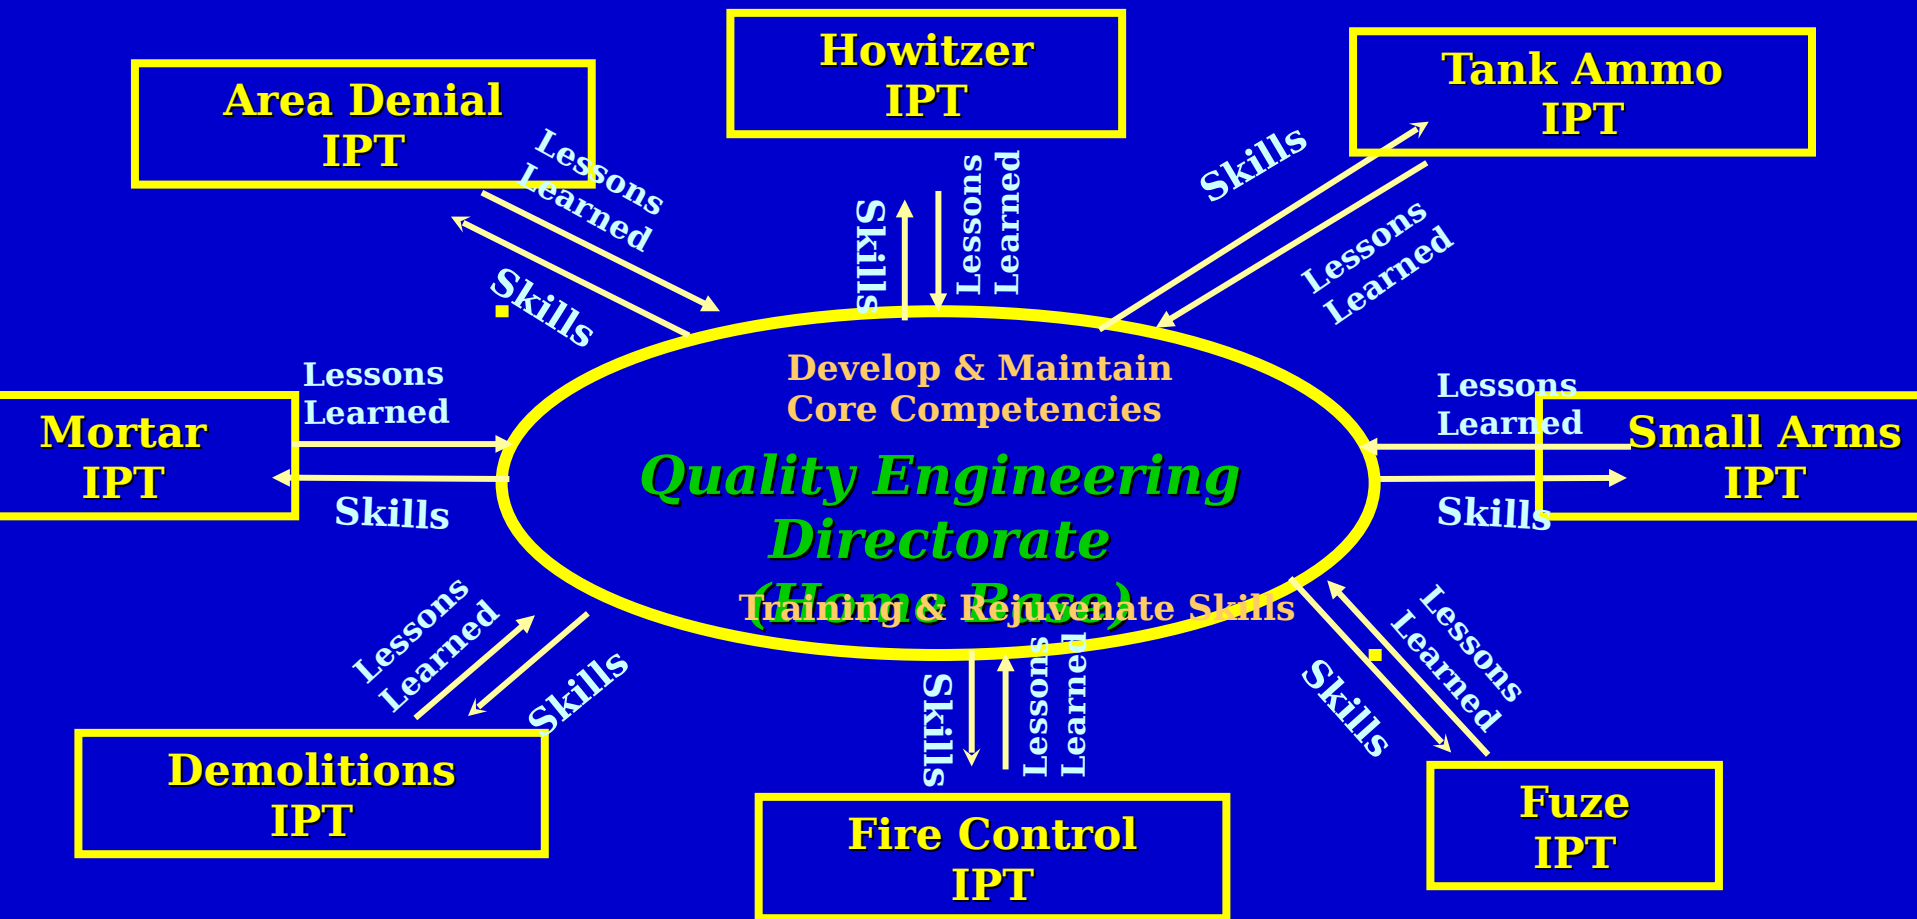 Howitzer
IPT
Tank Ammo
IPT
Area Denial
IPT
Lessons
Learned
Skills
Skills
Lessons
Learned
Skills
Lessons
Learned
Mortar
IPT
Lessons
Learned
Skills
Develop & Maintain
Core Competencies
Quality Engineering
Directorate
(Home Base)
Training & Rejuvenate Skills
Lessons
Learned
Small Arms
IPT
Skills
Lessons
Learned
Skills
Skills
Lessons
Learned
Skills
Lessons
Learned
Demolitions
IPT
Fire Control
IPT
Fuze
IPT